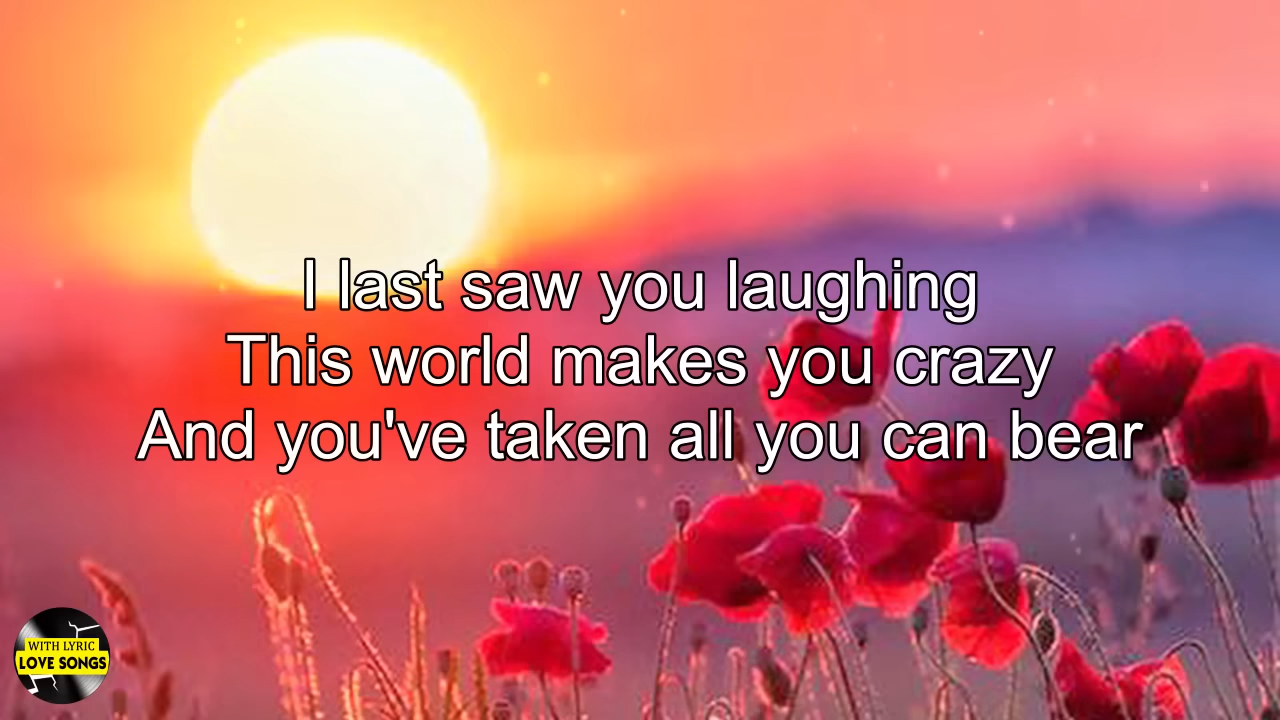 I last saw you laughing
This world makes you crazy
And you've taken all you can bear
WITH LYRIC
LOVE SONGS